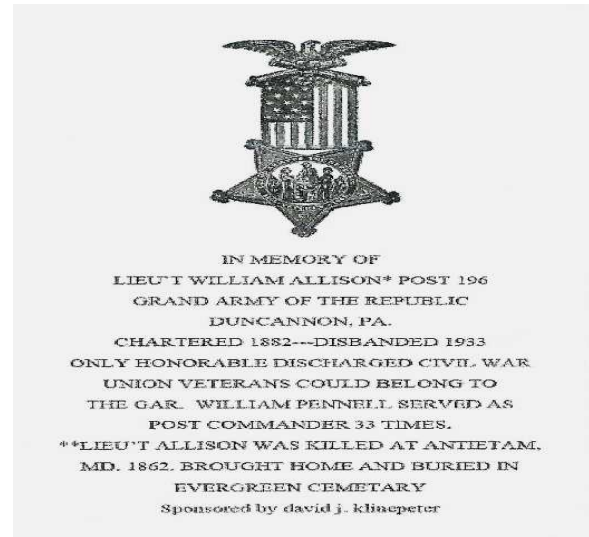 IN MEMORY OF
LIEU'T WILLIAM ALLISON* POST 196
GRAND ARMY OF THE REPUBLIC
DUNCANNON, PA.
CHARTERED 1882---DISBANDED 1933
ONLY HONORABLE DISCHARGED CIVIL WAR
UNION VETERANS COULD BELONG TO
THE GAR. WILLIAM PENNELL SERVED AS
POST COMMANDER 33 TIMES.
**LIEU'T ALLISON WAS KILLED AT ANTIETAM,
MD. 1862. BROUGHT HOME AND BURIED IN
EVERGREEN CEMETARY
Sponsored by david j. klinepeter